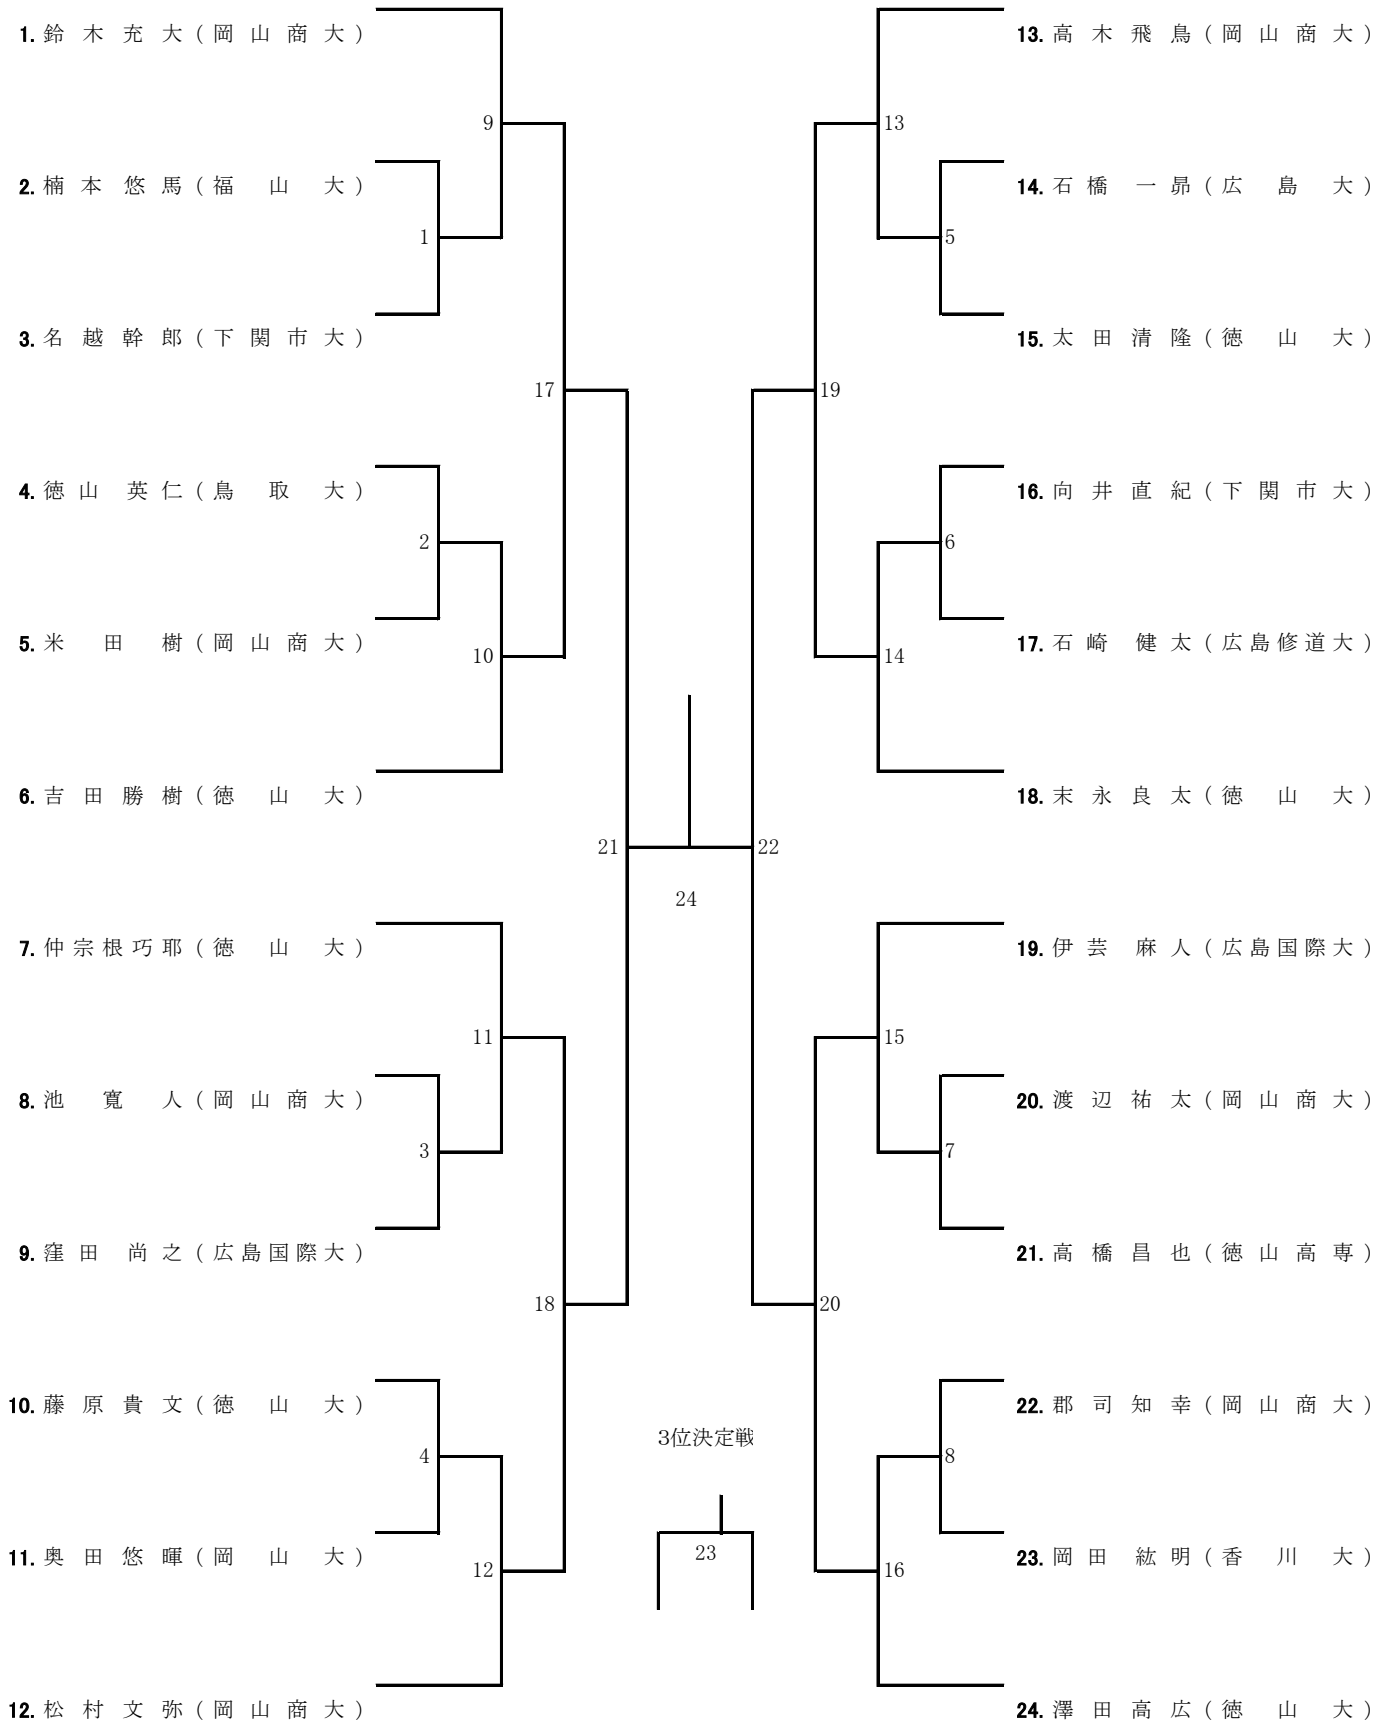 1. 鈴木充大(岡山商大)
9
2. 楠本悠馬(福山大)
1
3. 名越幹郎(下関市大)
17
4. 徳山英仁(鳥取大)
2
5. 米田樹(岡山商大)
10
6. 吉田勝樹(徳山大)
21
7. 仲宗根巧耶(徳山大)
11
8. 池寛人(岡山商大)
3
9. 窪田尚之(広島国際大)
18
10. 藤原貴文(徳山大)
4
11. 奥田悠暉(岡山大)
12
12. 松村文弥(岡山商大)
24
3位決定戦
23
13. 高木飛鳥(岡山商大)
13
14. 石橋一昴(広島大)
5
15. 太田清隆(徳山大)
19
16. 向井直紀(下関市大)
6
17. 石崎健太(広島修道大)
14
18. 末永良太(徳山大)
22
19. 伊芸麻人(広島国際大)
15
20. 渡辺祐太(岡山商大)
7
21. 高橋昌也(徳山高専)
20
22. 郡司知幸(岡山商大)
8
23. 岡田紘明(香川大)
16
24. 澤田高広(徳山大)